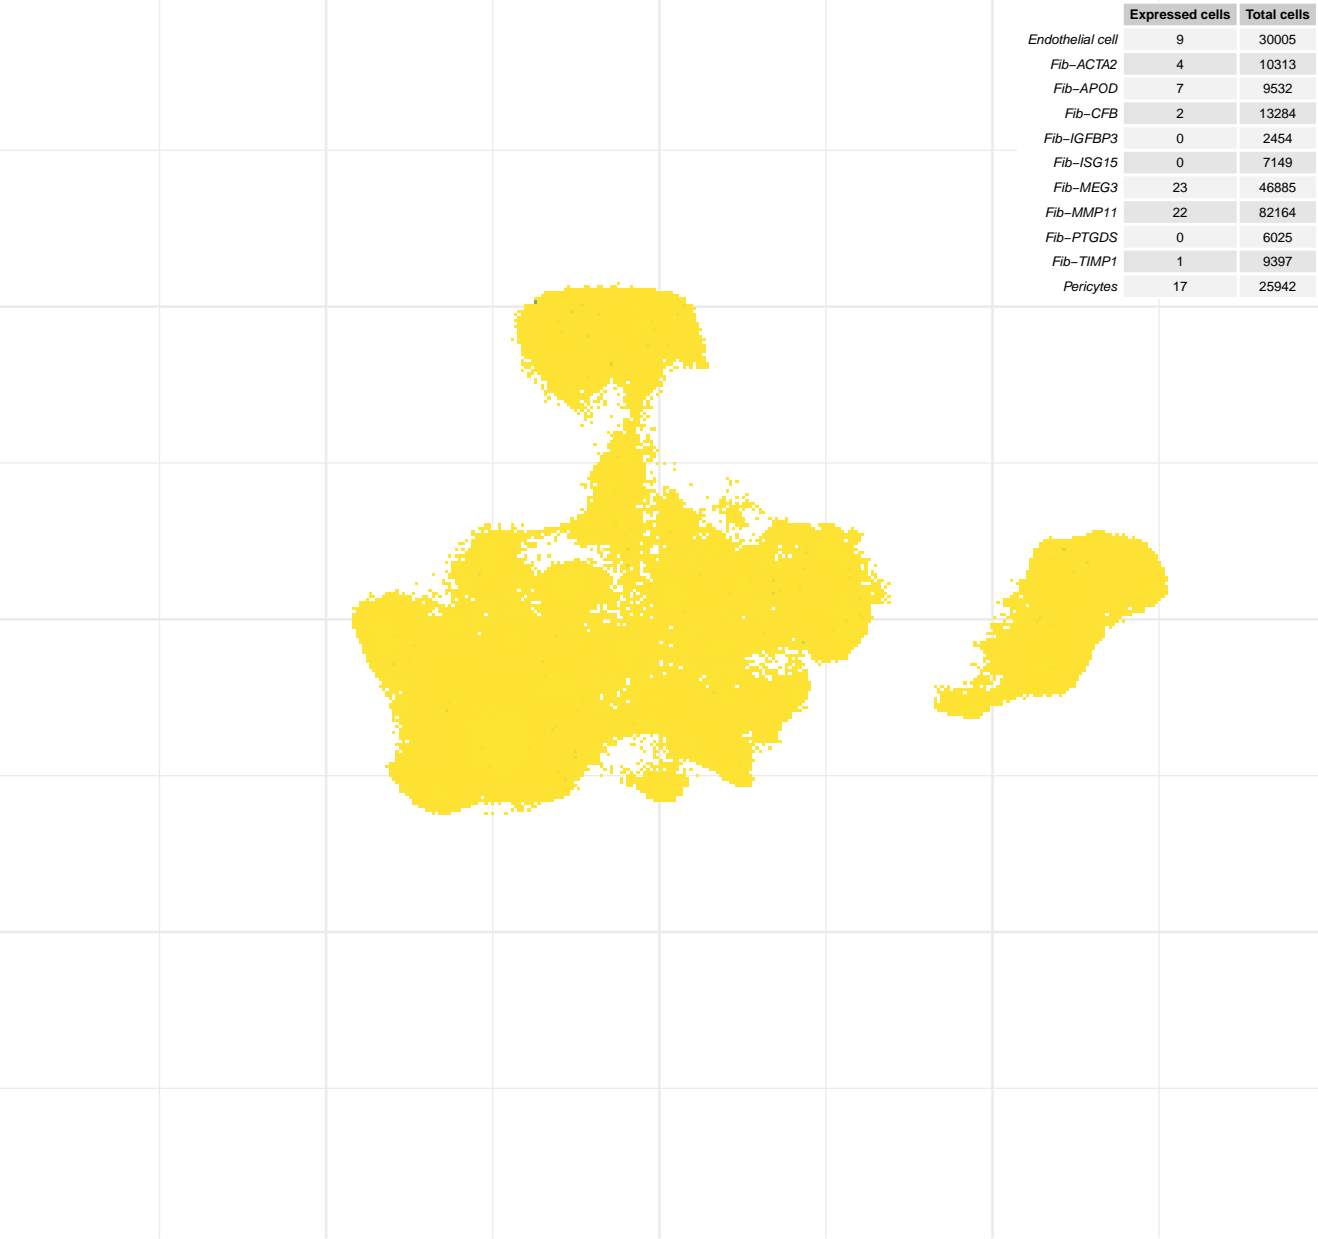 Expressed cells Total cells
Endothelial cell 9 30005
Fib−ACTA2 4 10313
Fib−APOD 7 9532
Fib−CFB 2 13284
Fib−IGFBP3 0 2454
Fib−ISG15 0 7149
Fib−MEG3 23 46885
Fib−MMP11 22 82164
Fib−PTGDS 0 6025
Fib−TIMP1 1 9397
Pericytes 17 25942